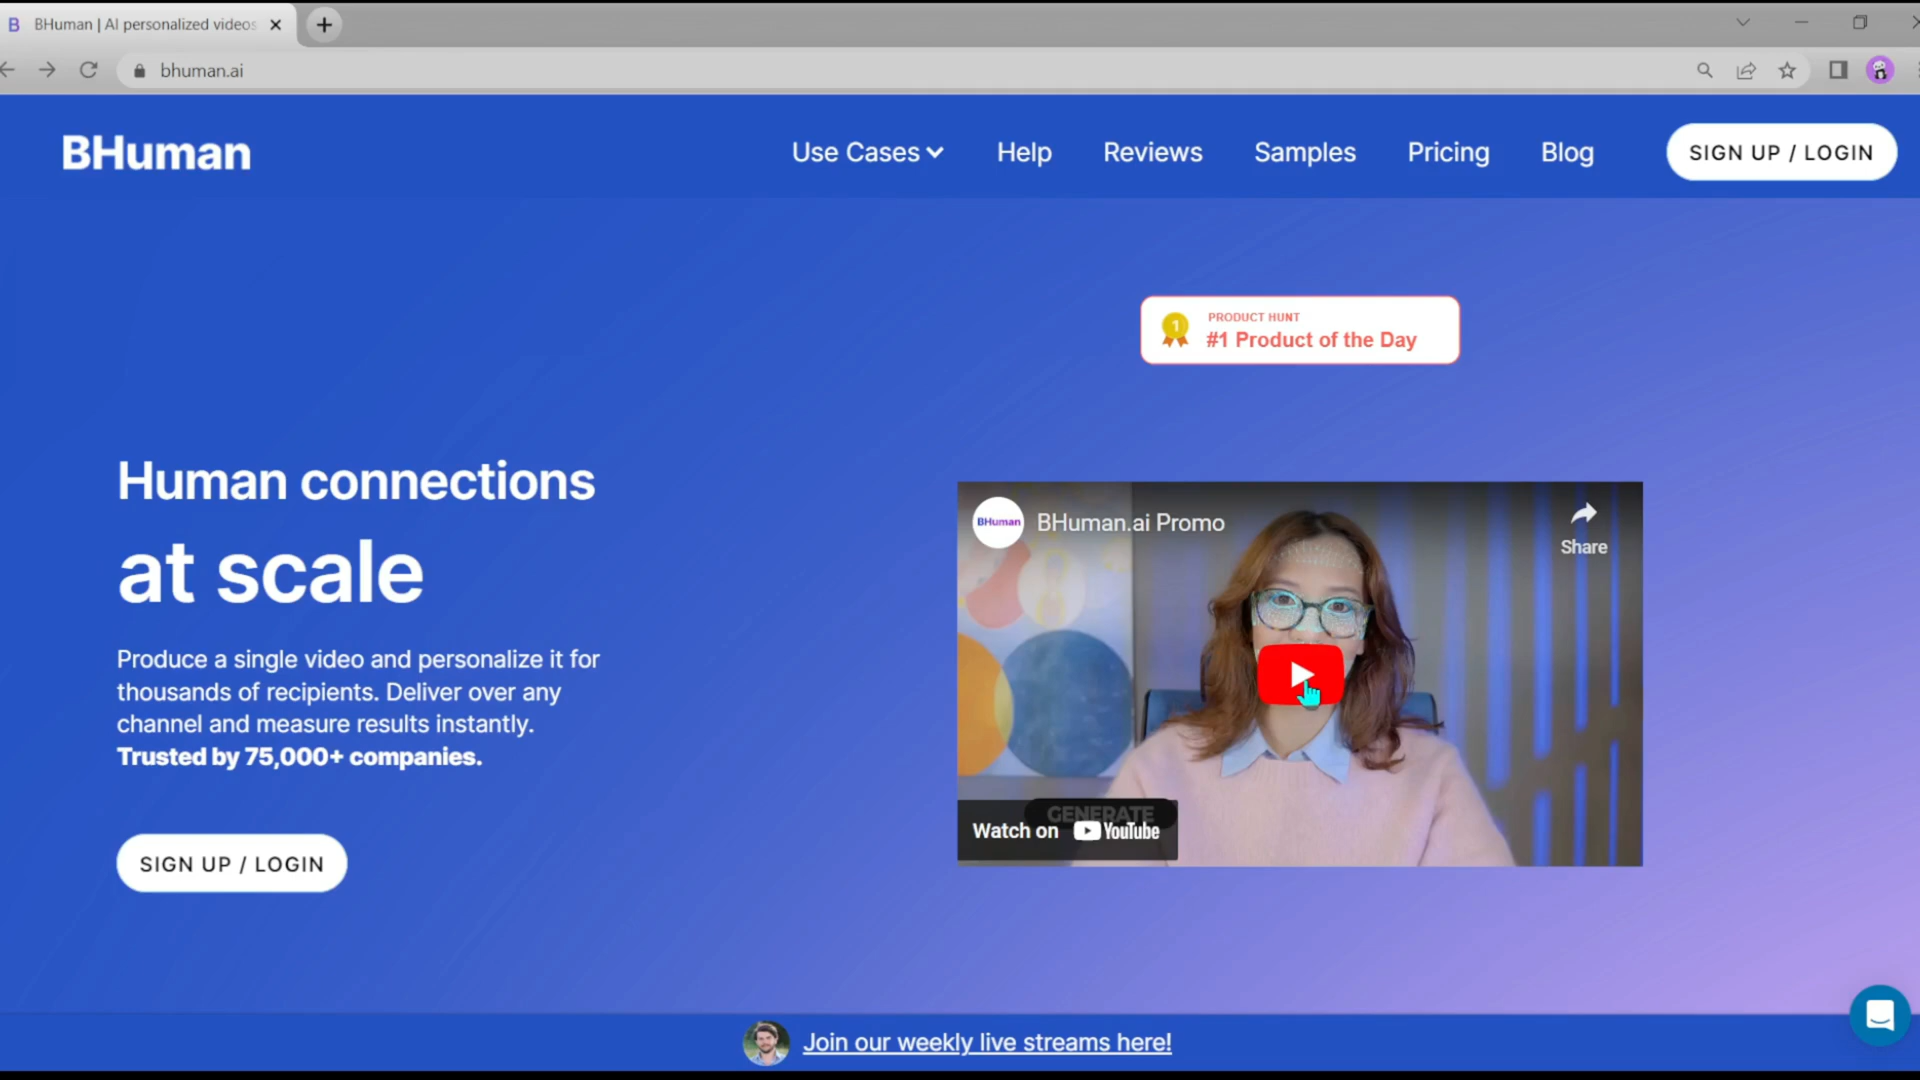 BHuman | AI personalized videos
bhuman.ai
BHuman
Use Cases
Help
Reviews
Samples
Pricing
Blog
SIGN UP / LOGIN
1
PRODUCT HUNT
#1 Product of the Day
Human connections
at scale
Produce a single video and personalize it for
thousands of recipients. Deliver over any
channel and measure results instantly.
Trusted by 75,000+ companies.
SIGN UP / LOGIN
BHuman
BHuman.ai Promo
Share
GENERATE
Watch on YouTube
Join our weekly live streams here!